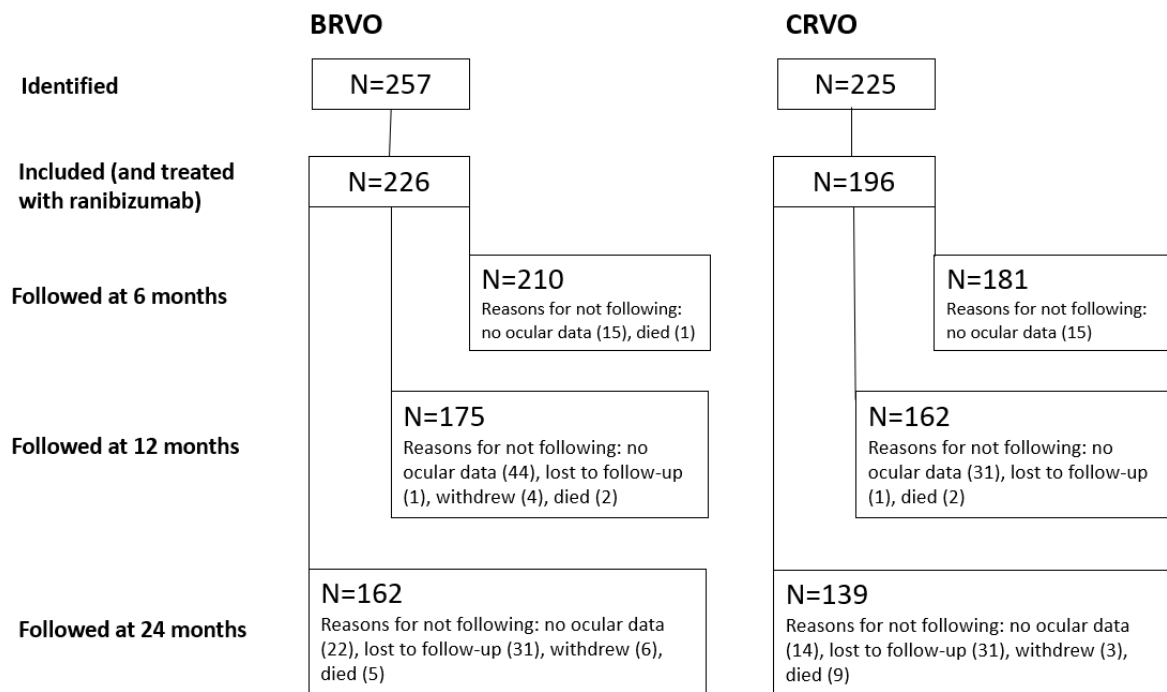 BRVO
CRVO
Identified
N=257
N=225
Included (and treated
with ranibizumab)
N=226
N=196
Followed at 6 months
N=210
Reasons for not following:
no ocular data (15), died (1)
N=181
Reasons for not following:
no ocular data (15)
Followed at 12 months
N=175
Reasons for not following: no
ocular data (44), lost to follow-up
(1), withdrew (4), died (2)
N=162
Reasons for not following: no
ocular data (31), lost to follow-up
(1), died (2)
Followed at 24 months
N=162
Reasons for not following: no ocular data
(22), lost to follow-up (31), withdrew (6),
died (5)
N=139
Reasons for not following: no ocular data
(14), lost to follow-up (31), withdrew (3),
died (9)